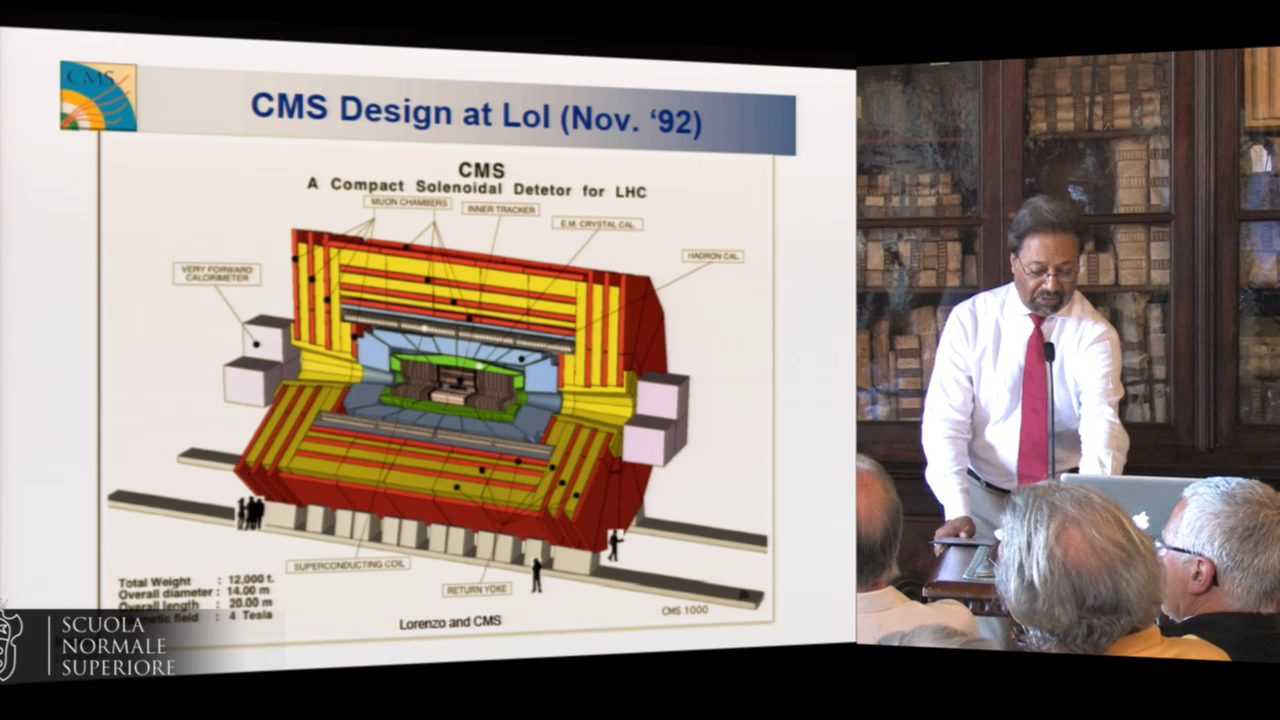 CMS
CMS Design at LoI (Nov. ‘92)
CMS
A Compact Solenoidal Detetor for LHC
MUON CHAMBERS
INNER TRACKER
E.M. CRYSTAL CAL.
HADRON CAL.
VERY FORWARD
CALORIMETER
SUPERCONDUCTING COIL
RETURN YOKE
Total Weight : 12,000 t.
Overall diameter : 14.00 m
Overall length : 20.00 m
netic field : 4 Tesla
CMS 1000
Lorenzo and CMS
SCUOLA
NORMALE
SUPERIORE